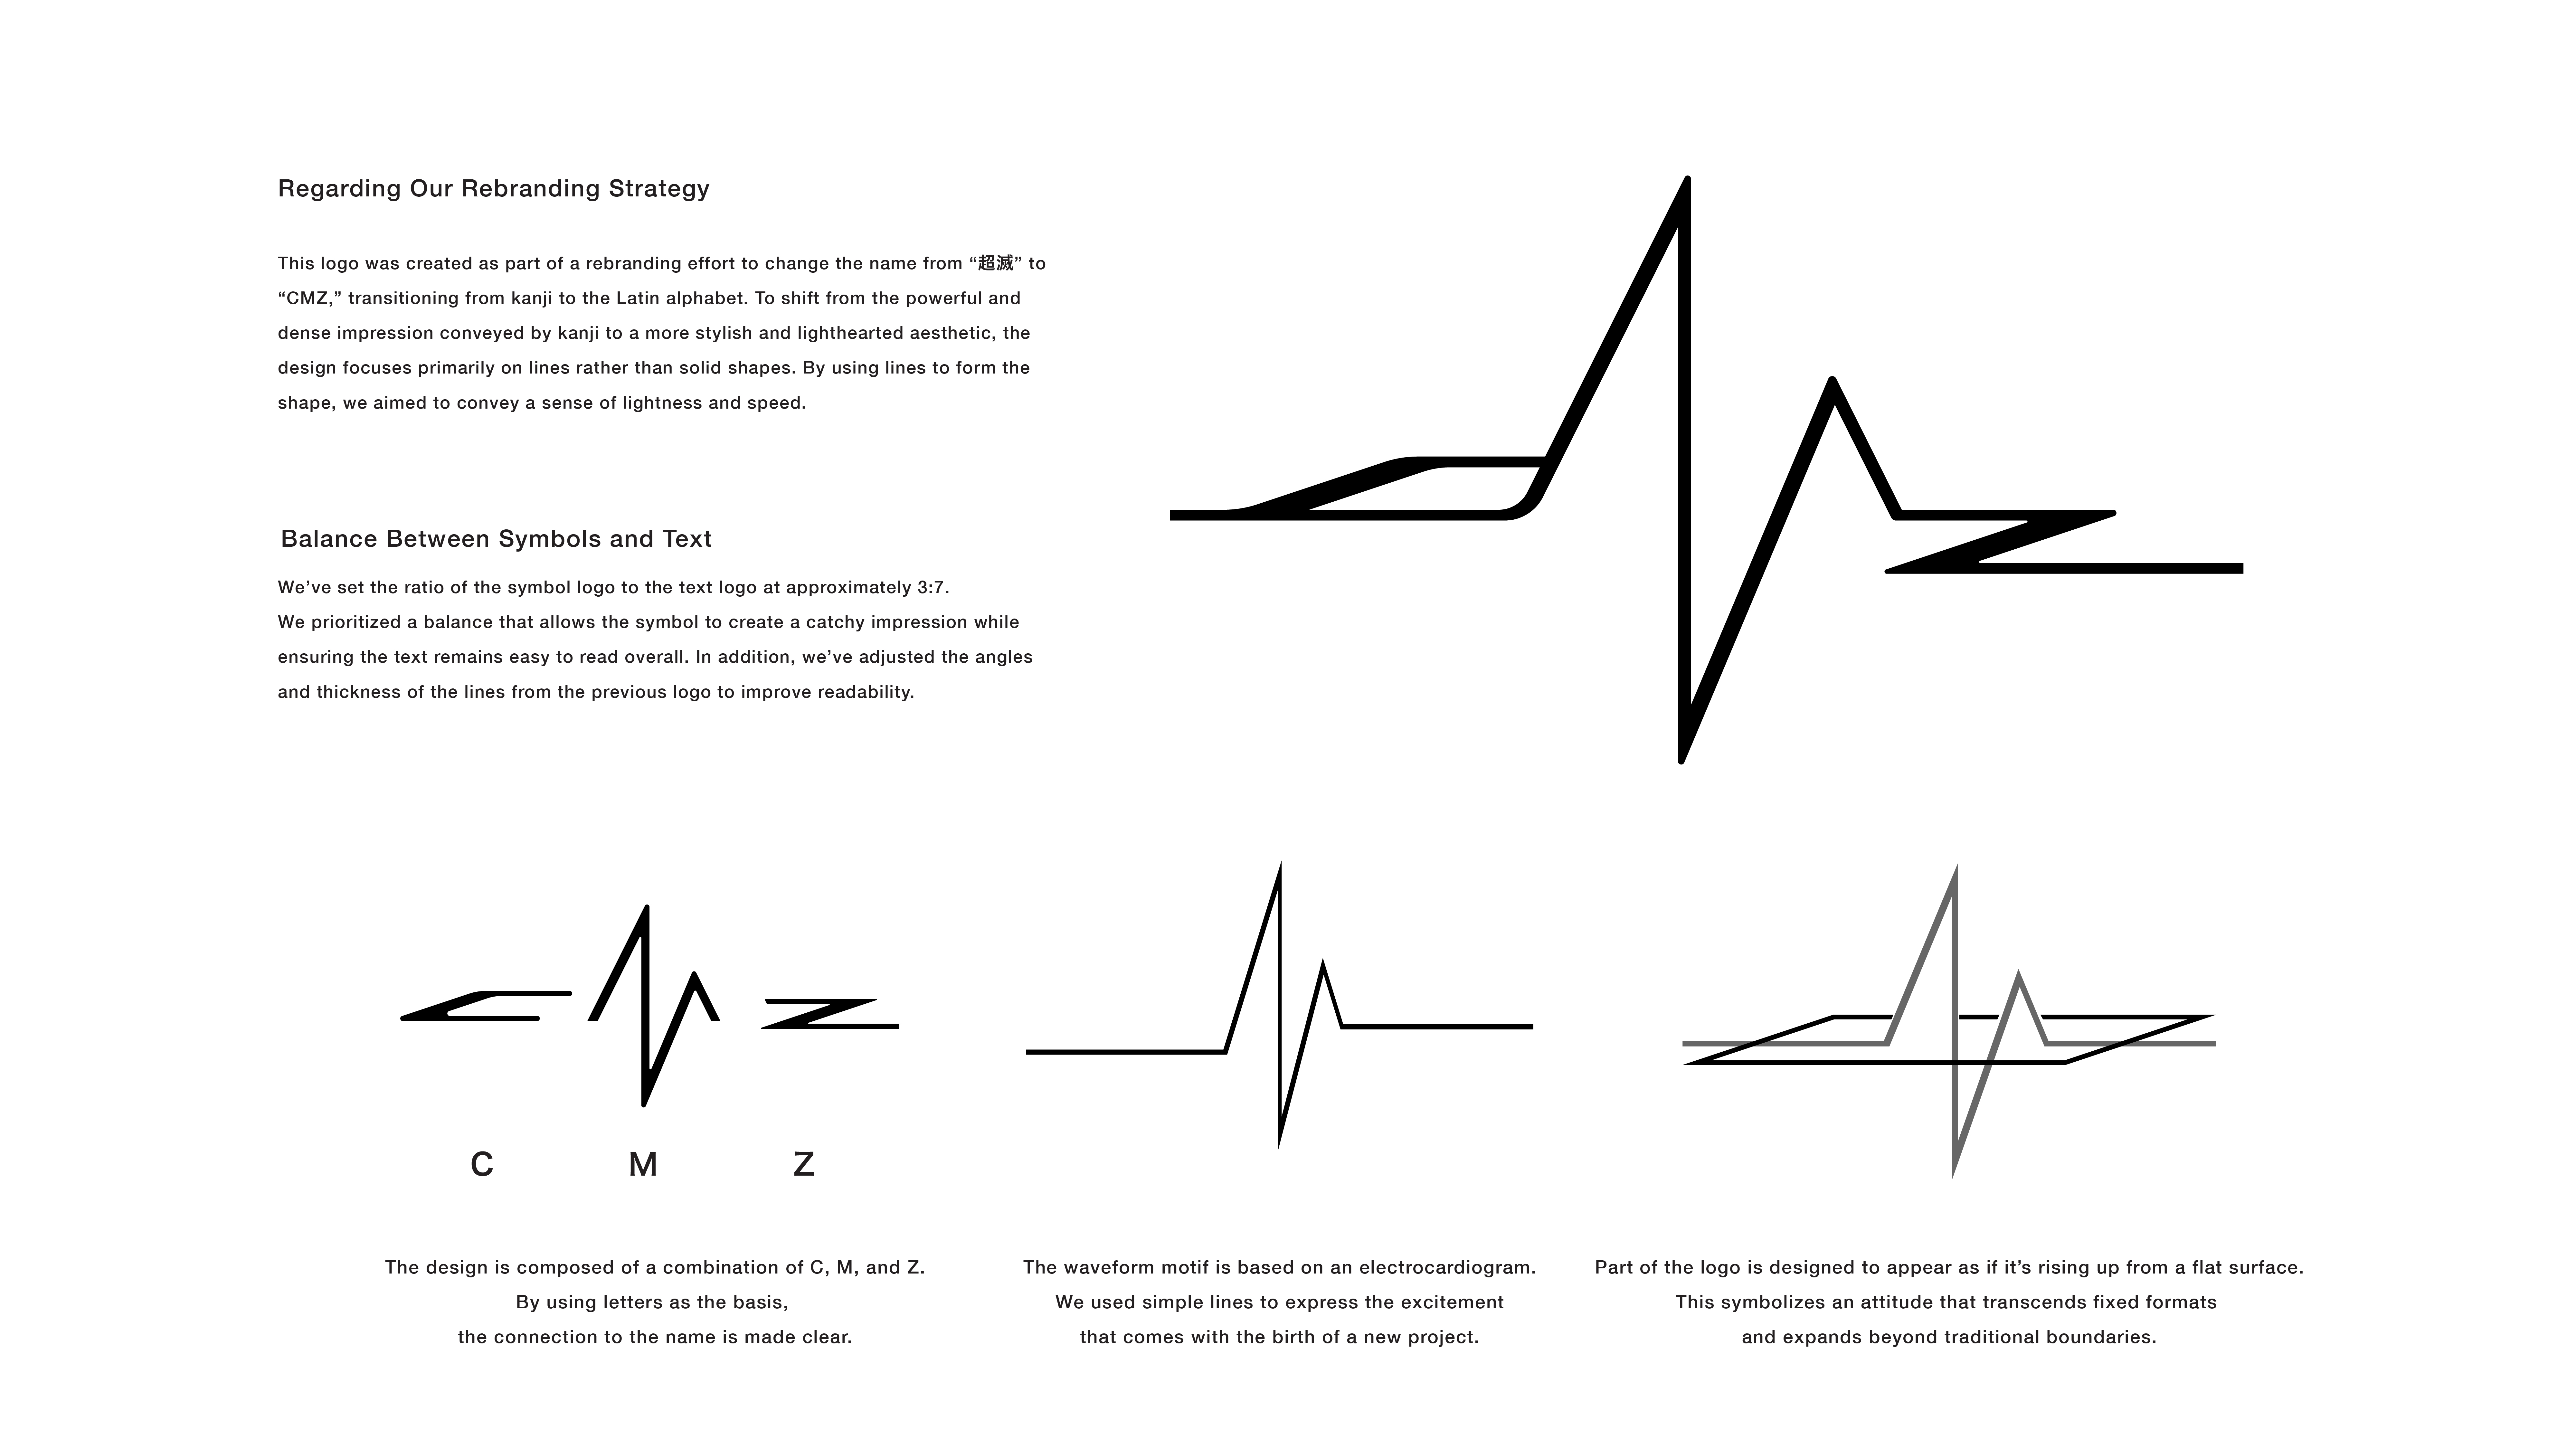 Regarding Our Rebranding Strategy
This logo was created as part of a rebranding effort to change the name from “超滅” to
“CMZ,” transitioning from kanji to the Latin alphabet. To shift from the powerful and
dense impression conveyed by kanji to a more stylish and lighthearted aesthetic, the
design focuses primarily on lines rather than solid shapes. By using lines to form the
shape, we aimed to convey a sense of lightness and speed.
Balance Between Symbols and Text
We’ve set the ratio of the symbol logo to the text logo at approximately 3:7.
We prioritized a balance that allows the symbol to create a catchy impression while
ensuring the text remains easy to read overall. In addition, we’ve adjusted the angles
and thickness of the lines from the previous logo to improve readability.
C M Z
The design is composed of a combination of C, M, and Z.
By using letters as the basis,
the connection to the name is made clear.
The waveform motif is based on an electrocardiogram.
We used simple lines to express the excitement
that comes with the birth of a new project.
Part of the logo is designed to appear as if it’s rising up from a flat surface.
This symbolizes an attitude that transcends fixed formats
and expands beyond traditional boundaries.